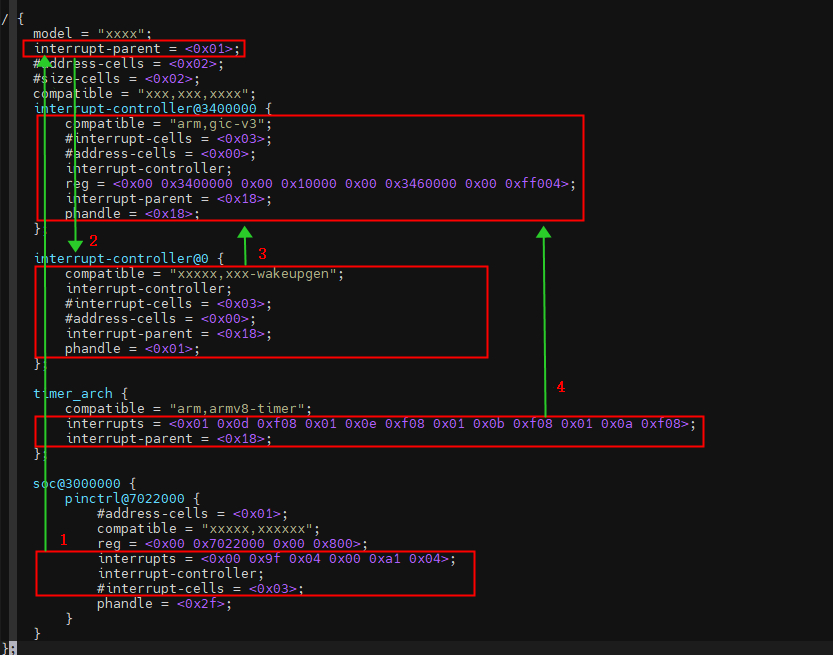 / {
model = "xxxx";
interrupt-parent = <0x01>;
#address-cells = <0x02>;
#size-cells = <0x02>;
compatible = "xxx,xxx,xxxx";
interrupt-controller@3400000 {
compatible = "arm,gic-v3";
#interrupt-cells = <0x03>;
#address-cells = <0x00>;
interrupt-controller;
reg = <0x00 0x3400000 0x00 0x10000 0x00 0x3460000 0x00 0xff004>;
interrupt-parent = <0x18>;
phandle = <0x18>;
};
2
3
interrupt-controller@0 {
compatible = "xxxxx,xxx-wakeupgen";
interrupt-controller;
#interrupt-cells = <0x03>;
#address-cells = <0x00>;
interrupt-parent = <0x18>;
phandle = <0x01>;
};
4
timer_arch {
compatible = "arm,armv8-timer";
interrupts = <0x01 0x0d 0xf08 0x01 0x0e 0xf08 0x01 0x0b 0xf08 0x01 0x0a 0xf08>;
interrupt-parent = <0x18>;
};
soc@3000000 {
pinctrl@7022000 {
#address-cells = <0x01>;
compatible = "xxxxx,xxxxxx";
1
reg = <0x00 0x7022000 0x00 0x800>;
interrupts = <0x00 0x9f 0x04 0x00 0xa1 0x04>;
interrupt-controller;
#interrupt-cells = <0x03>;
phandle = <0x2f>;
}
}
};